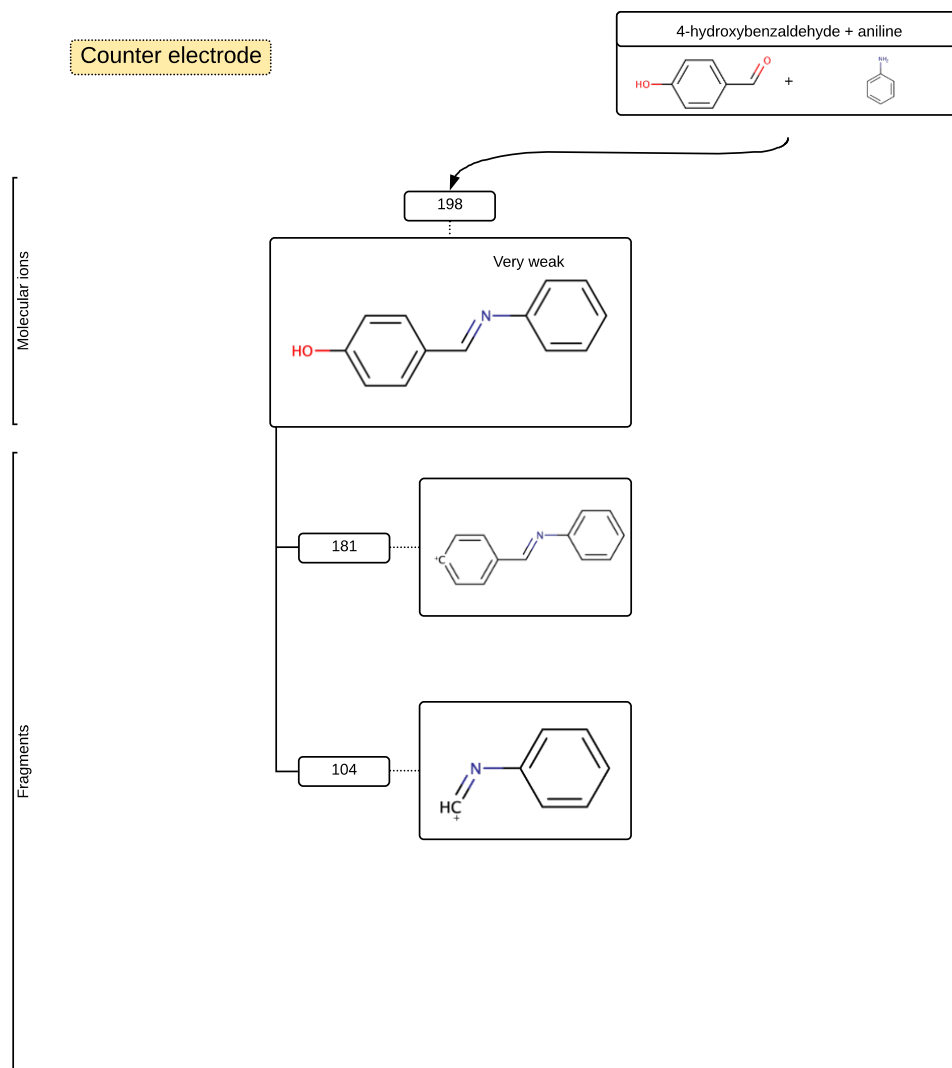 Counter electrode
4-hydroxybenzaldehyde + aniline
HO
O
+
NH₂
198
Molecular ions
Very weak
HO
N
181
⁺C
N
Fragments
104
N
HC
+